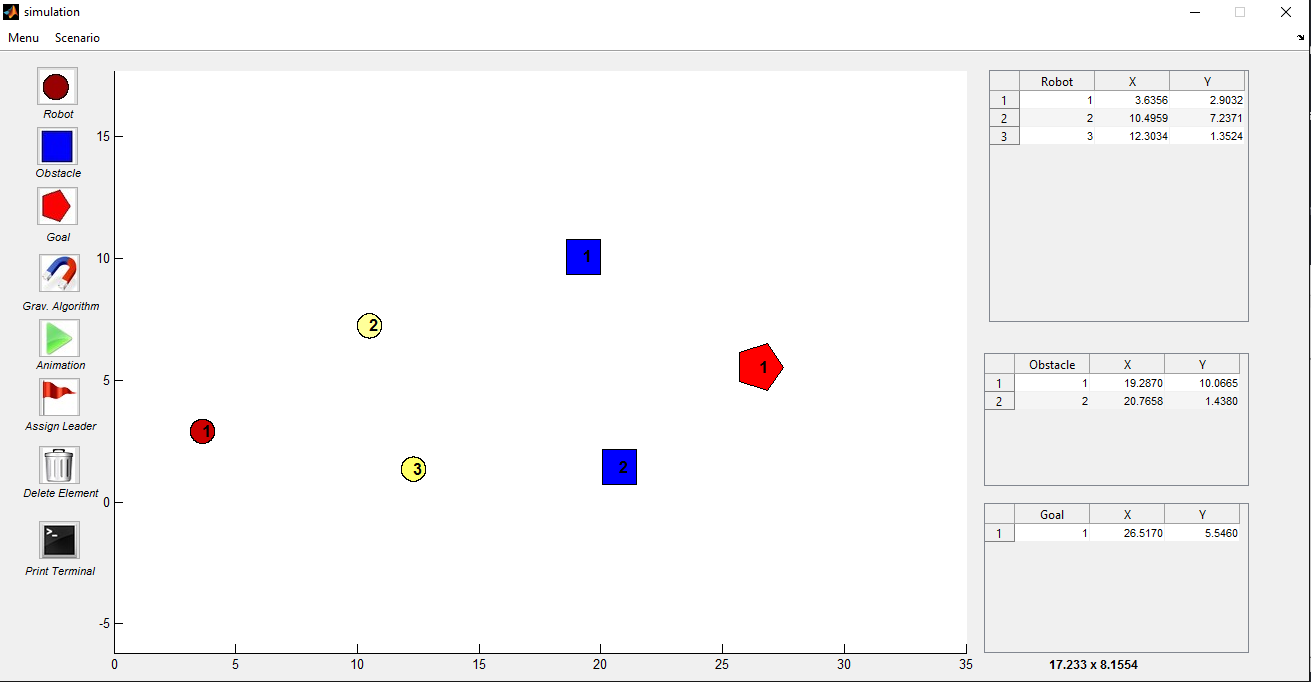 simulation
Menu Scenario
Robot
Obstacle
Goal
Grav. Algorithm
Animation
Assign Leader
Delete Element
Print Terminal
15
10
5
0
-5
0 5 10 15 20 25 30 35
1
2
1
1
3
2
Robot X Y
1 1 3.6356 2.9032
2 2 10.4959 7.2371
3 3 12.3034 1.3524
Obstacle X Y
1 1 19.2870 10.0665
2 2 20.7658 1.4380
Goal X Y
1 1 26.5170 5.5460
17.233 x 8.1554